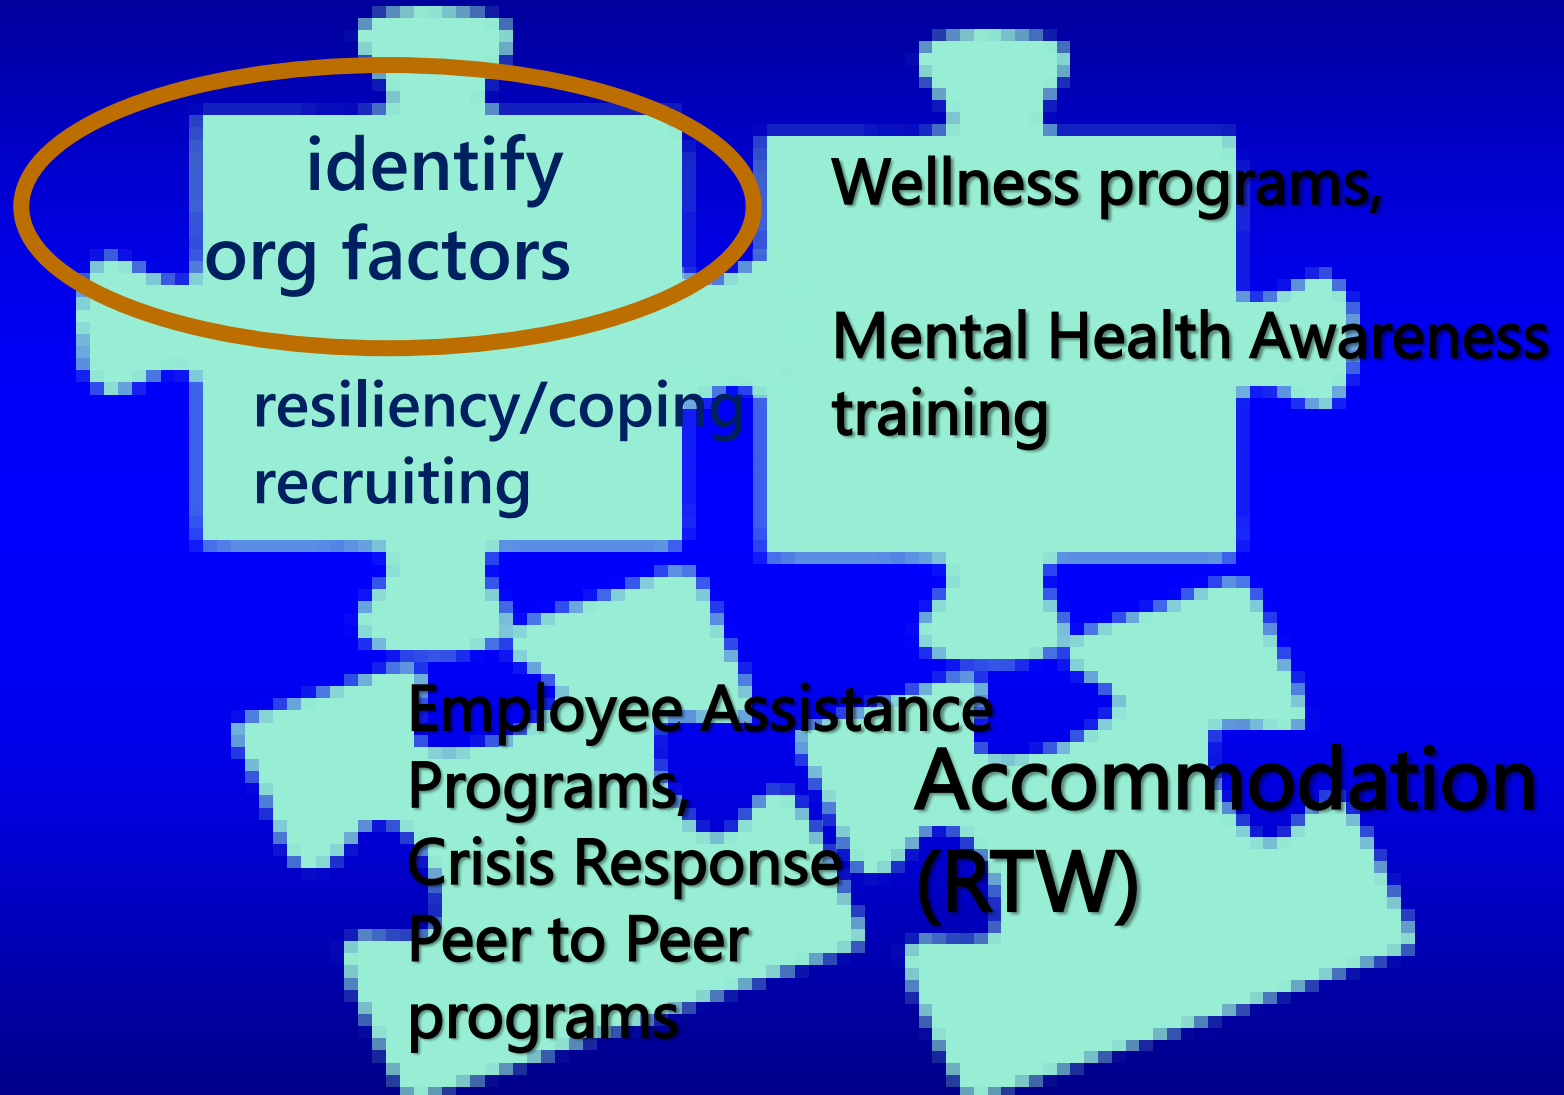 identify
org factors
resiliency/coping
recruiting
Wellness programs,
Mental Health Awareness
training
Employee Assistance
Programs,
Crisis Response
Peer to Peer
programs
Accommodation
(RTW)